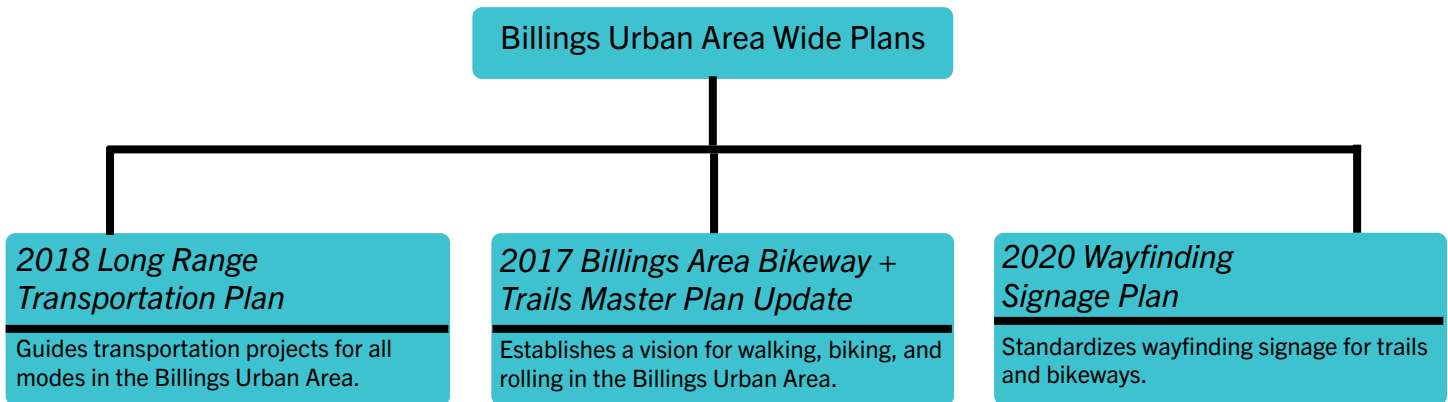 Billings Urban Area Wide Plans
2018 Long Range
Transportation Plan
Guides transportation projects for all
modes in the Billings Urban Area.
2017 Billings Area Bikeway +
Trails Master Plan Update
Establishes a vision for walking, biking, and
rolling in the Billings Urban Area.
2020 Wayfinding
Signage Plan
Standardizes wayfinding signage for trails
and bikeways.